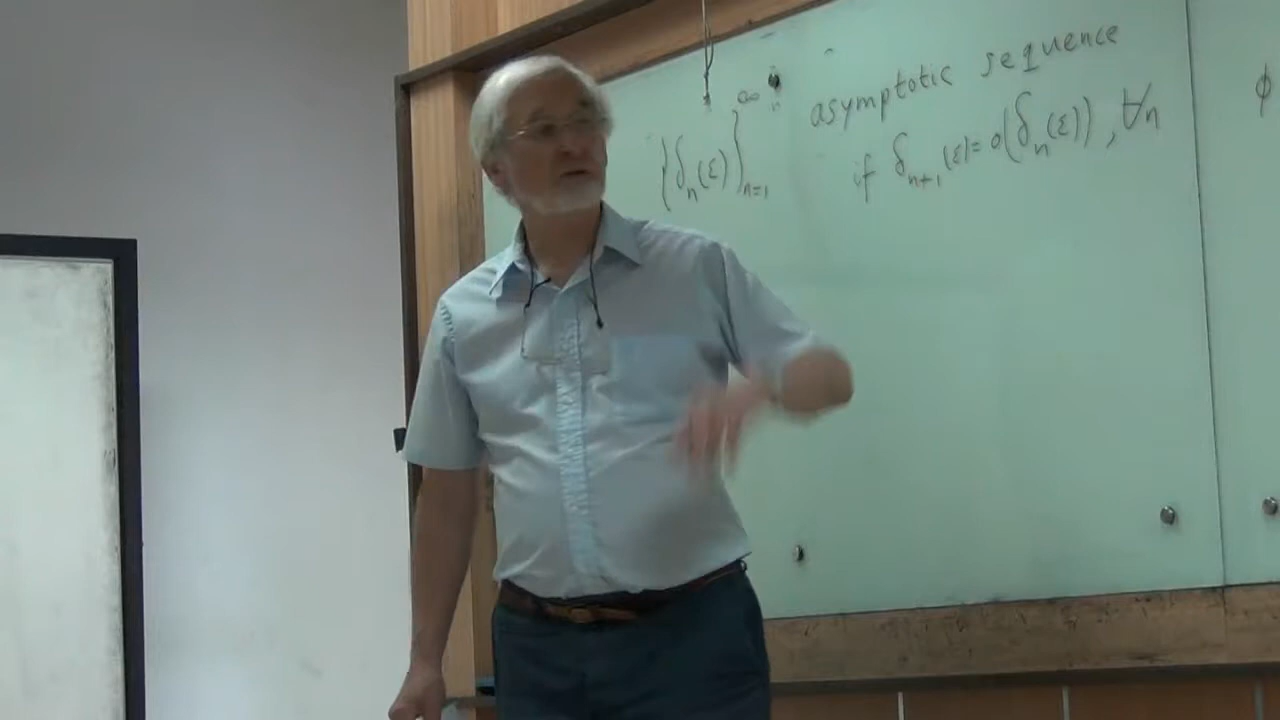 {δₙ(ε)}ₙ₌₁^∞ asymptotic sequence
if δₙ₊₁(ε) = o(δₙ(ε)), ∀n
ϕ